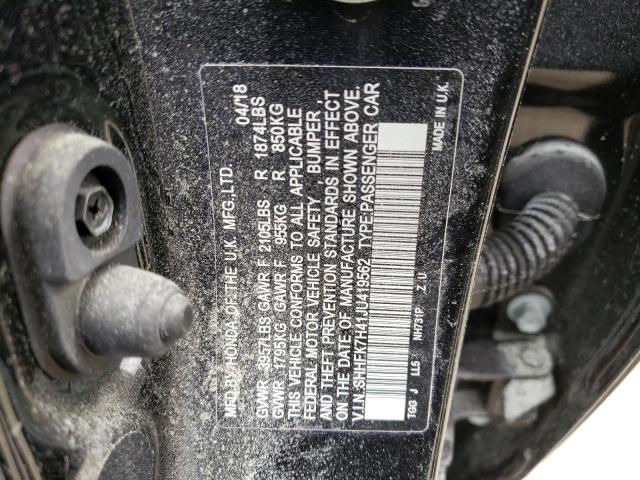 MFD.BY HONDA OF THE U.K. MFG.,LTD. 04/18
GVWR 3957LBS GAWR F 2105LBS R 1874LBS
GVWR 1795KG GAWR F 955KG R 850KG
THIS VEHICLE CONFORMS TO ALL APPLICABLE
FEDERAL MOTOR VEHICLE SAFETY , BUMPER ,
AND THEFT PREVENTION STANDARDS IN EFFECT
ON THE DATE OF MANUFACTURE SHOWN ABOVE.
V.I.N.:SHHFK7H41JU419562 TYPE:PASSENGER CAR
TGG J LL5 NH731P Z U
MADE IN U.K.